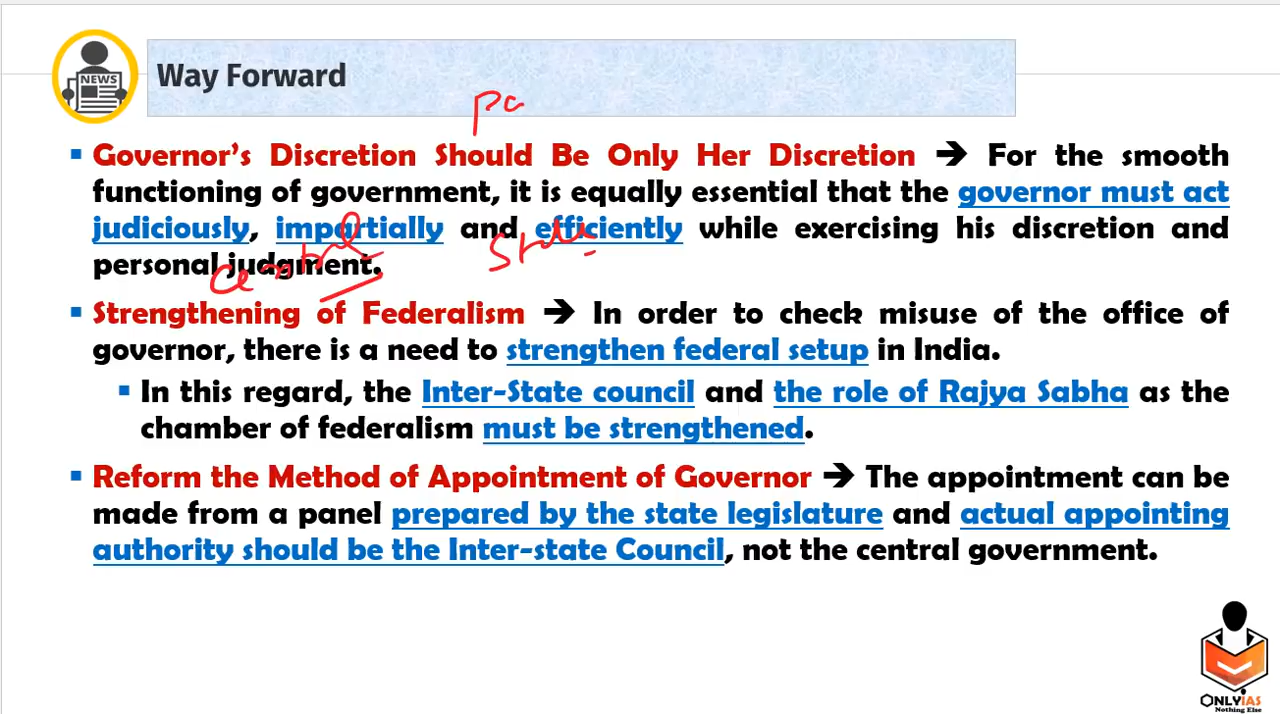 NEWS
Way Forward
▪ Governor's Discretion Should Be Only Her Discretion → For the smooth
functioning of government, it is equally essential that the governor must act
judiciously, impartially and efficiently while exercising his discretion and
personal judgment.
central
▪ Strengthening of Federalism → In order to check misuse of the office of
governor, there is a need to strengthen federal setup in India.
▪ In this regard, the Inter-State council and the role of Rajya Sabha as the
chamber of federalism must be strengthened.
▪ Reform the Method of Appointment of Governor → The appointment can be
made from a panel prepared by the state legislature and actual appointing
authority should be the Inter-state Council, not the central government.
ONLYIAS
Nothing Else